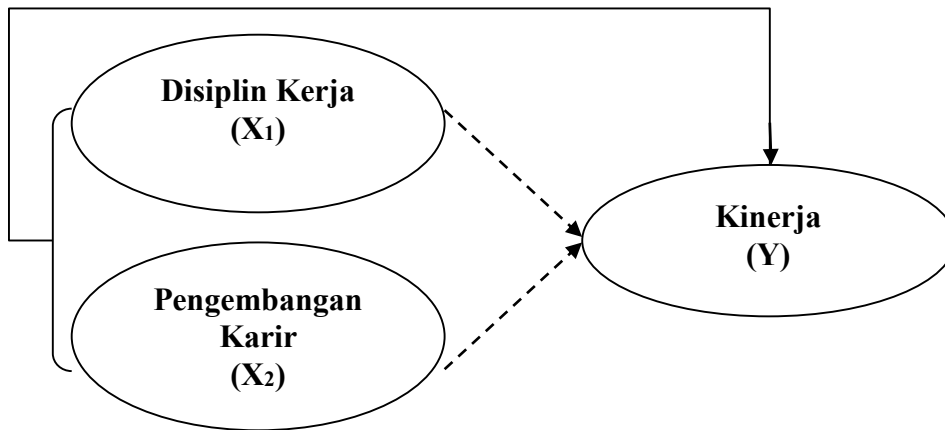 Disiplin Kerja
(X₁)
Kinerja
(Y)
Pengembangan
Karir
(X₂)